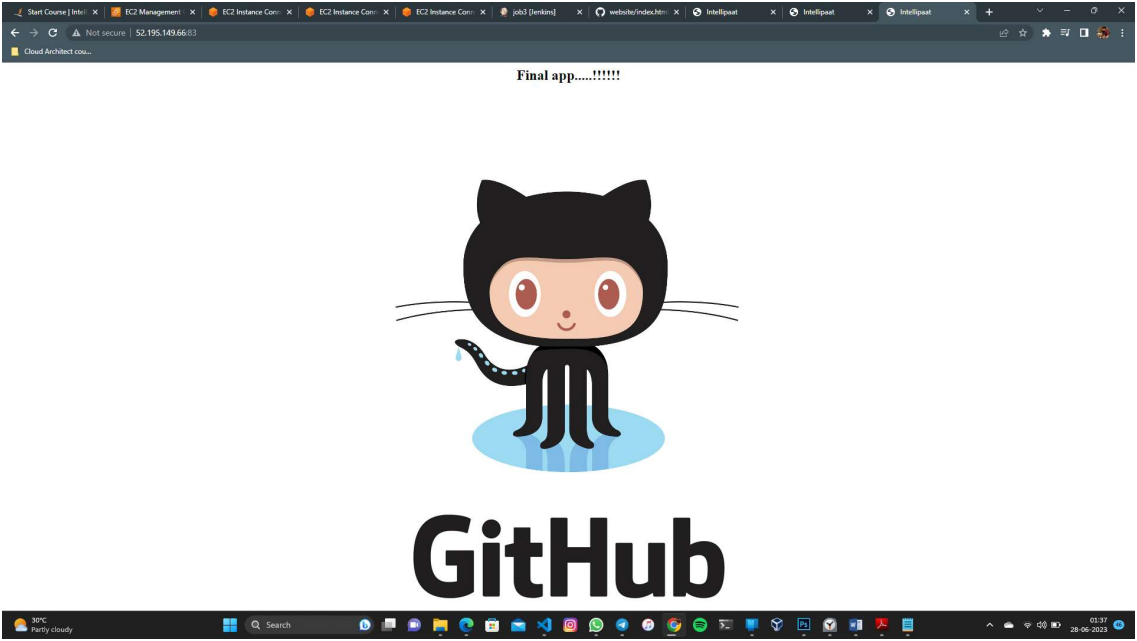 Start Course | Intelli
EC2 Management C
EC2 Instance Conn
EC2 Instance Conn
EC2 Instance Conn
job3 [Jenkins]
website/index.html
Intellipaat
Intellipaat
Intellipaat
Not secure | 52.195.149.66:83
Cloud Architect cou...
Final app.....!!!!!!
GitHub
30°C
Partly cloudy
Search
01:37
28-06-2023